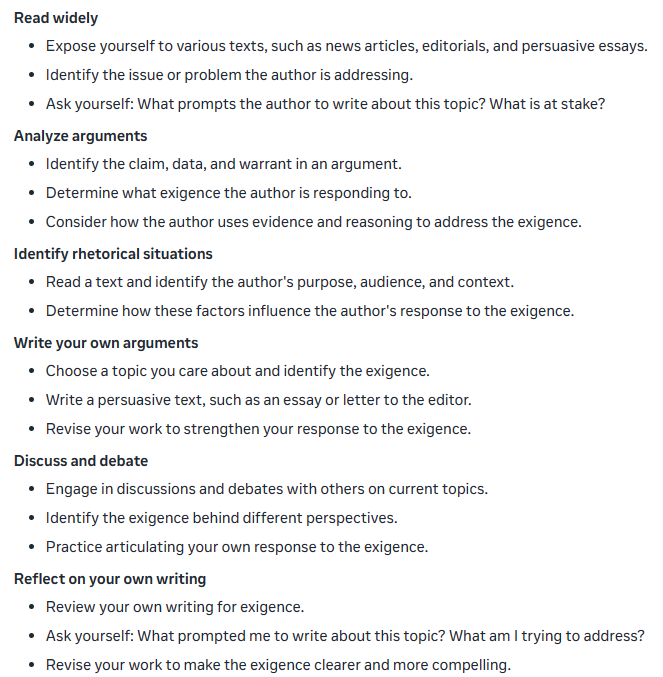 Read widely
• Expose yourself to various texts, such as news articles, editorials, and persuasive essays.
• Identify the issue or problem the author is addressing.
• Ask yourself: What prompts the author to write about this topic? What is at stake?
Analyze arguments
• Identify the claim, data, and warrant in an argument.
• Determine what exigence the author is responding to.
• Consider how the author uses evidence and reasoning to address the exigence.
Identify rhetorical situations
• Read a text and identify the author's purpose, audience, and context.
• Determine how these factors influence the author's response to the exigence.
Write your own arguments
• Choose a topic you care about and identify the exigence.
• Write a persuasive text, such as an essay or letter to the editor.
• Revise your work to strengthen your response to the exigence.
Discuss and debate
• Engage in discussions and debates with others on current topics.
• Identify the exigence behind different perspectives.
• Practice articulating your own response to the exigence.
Reflect on your own writing
• Review your own writing for exigence.
• Ask yourself: What prompted me to write about this topic? What am I trying to address?
• Revise your work to make the exigence clearer and more compelling.